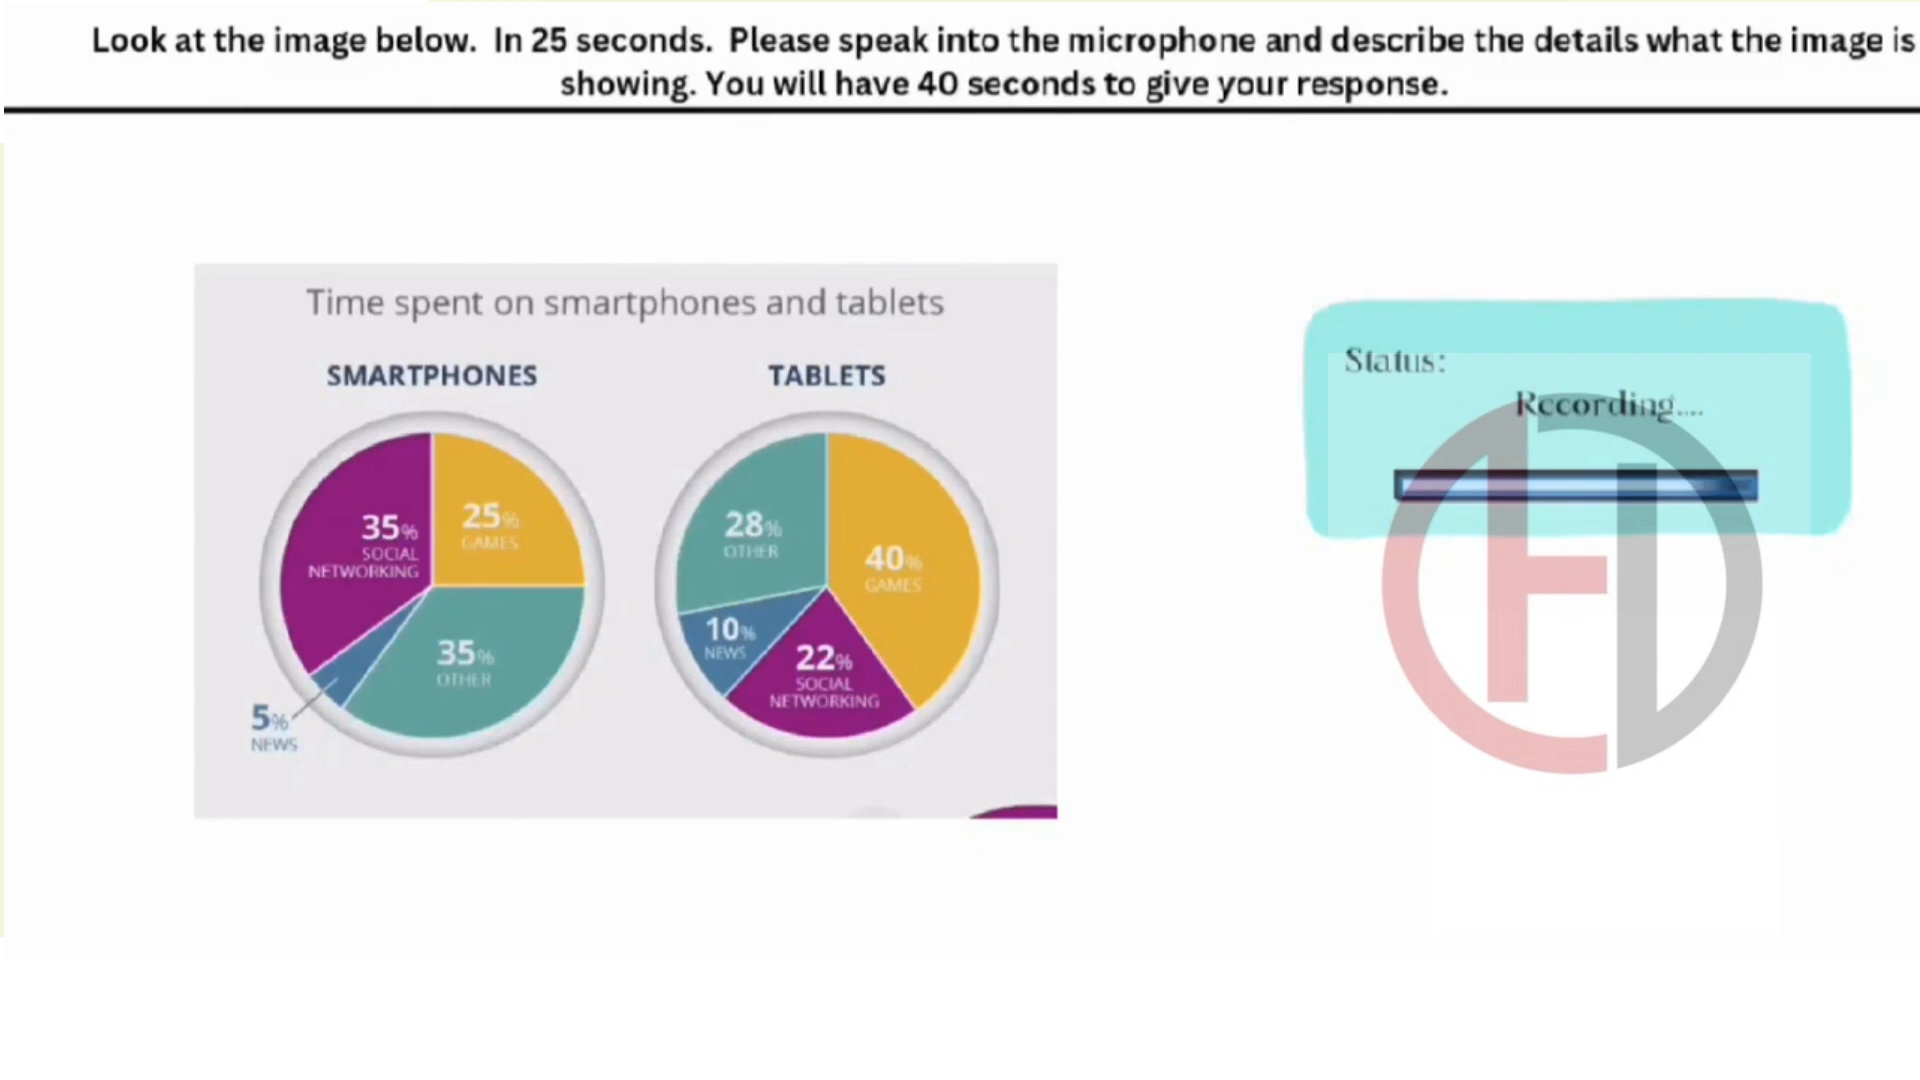 Look at the image below. In 25 seconds. Please speak into the microphone and describe the details what the image is
showing. You will have 40 seconds to give your response.
Time spent on smartphones and tablets
SMARTPHONES
35%
SOCIAL
NETWORKING
25%
GAMES
35%
OTHER
5%
NEWS
TABLETS
28%
OTHER
40%
GAMES
10%
NEWS
22%
SOCIAL
NETWORKING
Status:
Recording....